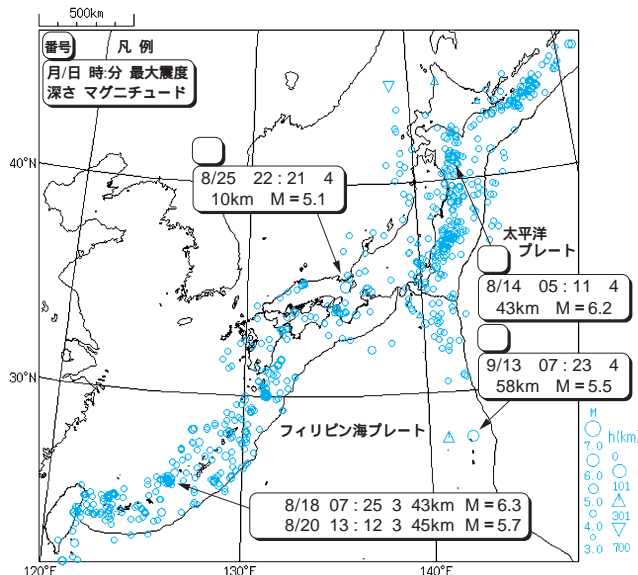 500km
番号 凡 例
月/日 時:分 最大震度
深さ マグニチュード
40°N
8/25 22:21 4
10km M=5.1
太平洋
プレート
8/14 05:11 4
43km M=6.2
9/13 07:23 4
58km M=5.5
30°N
フィリピン海プレート
8/18 07:25 3 43km M=6.3
8/20 13:12 3 45km M=5.7
M
7.0
6.0
5.0
4.0
3.0
h(km)
0
101
301
700
120°E
130°E
140°E